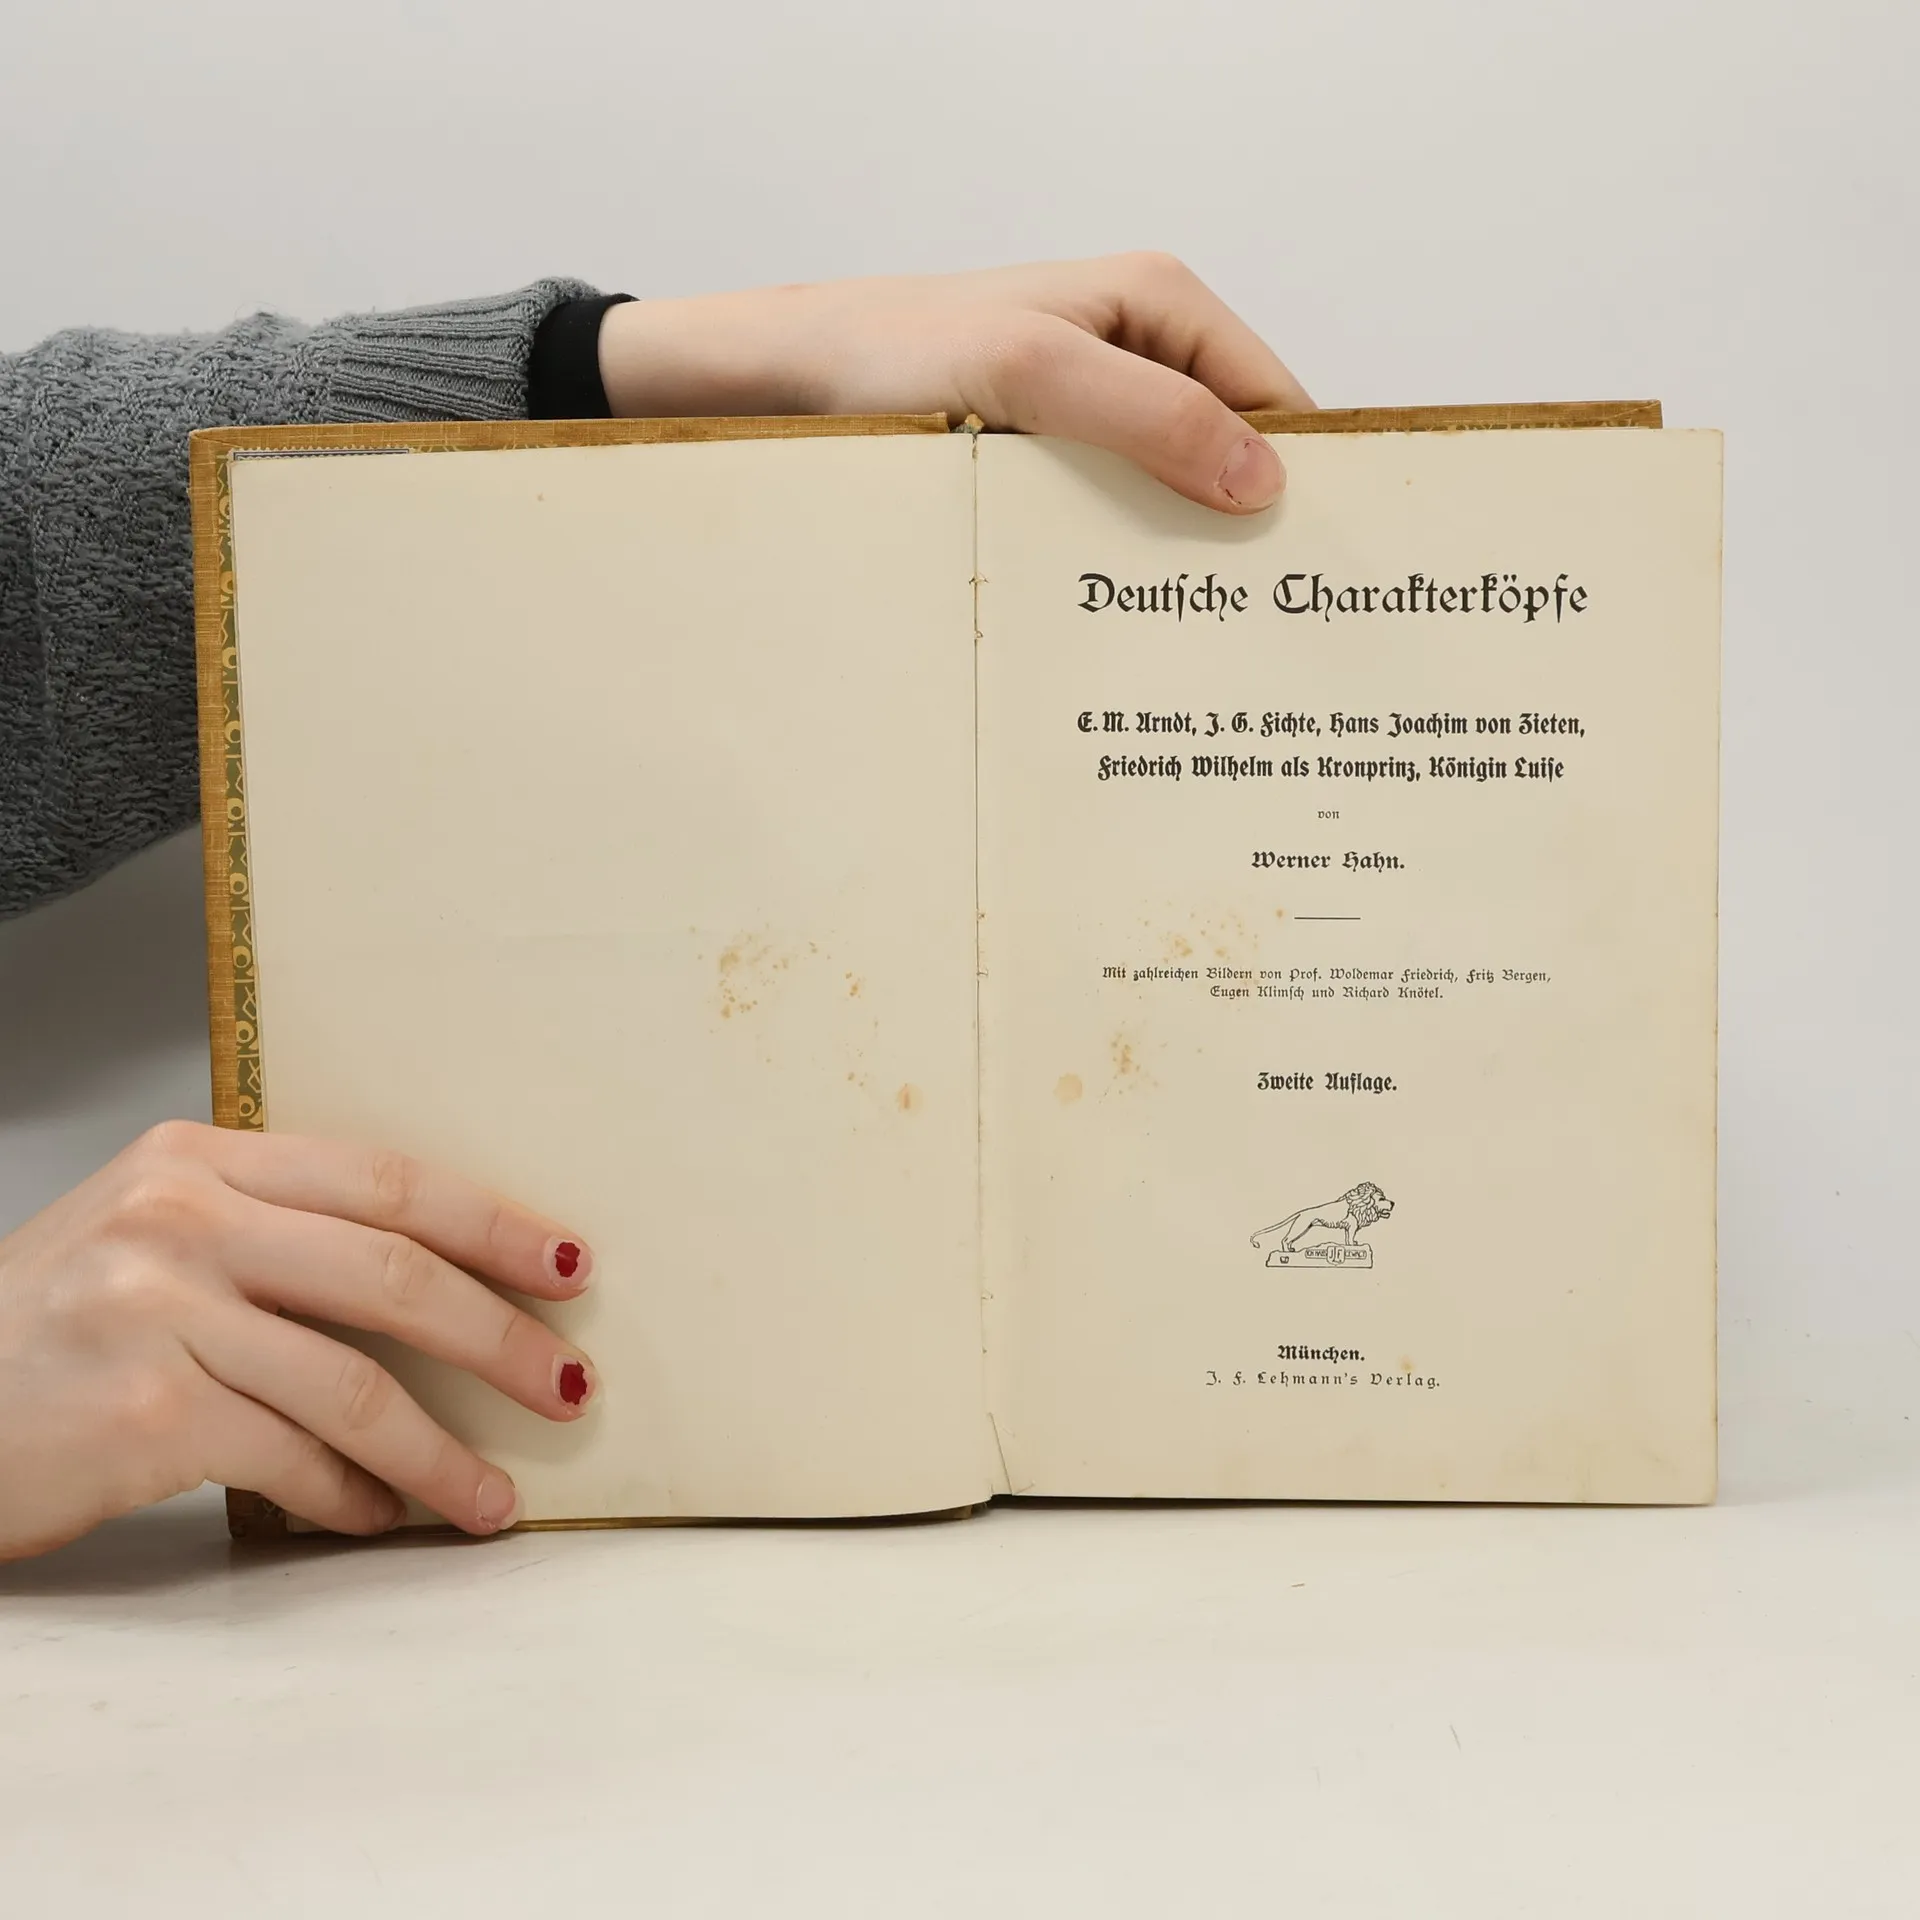 Deutſche Charakterköpfe
E. M. Arndt, J. G. Fichte, Hans Joachim von Zieten,
Friedrich Wilhelm als Kronprinz, Königin Luiſe
von
Werner Hahn.
Mit zahlreichen Bildern von Prof. Woldemar Friedrich, Fritz Bergen,
Eugen Klimſch und Richard Knötel.
Zweite Auflage.
München.
J. F. Lehmann's Verlag.